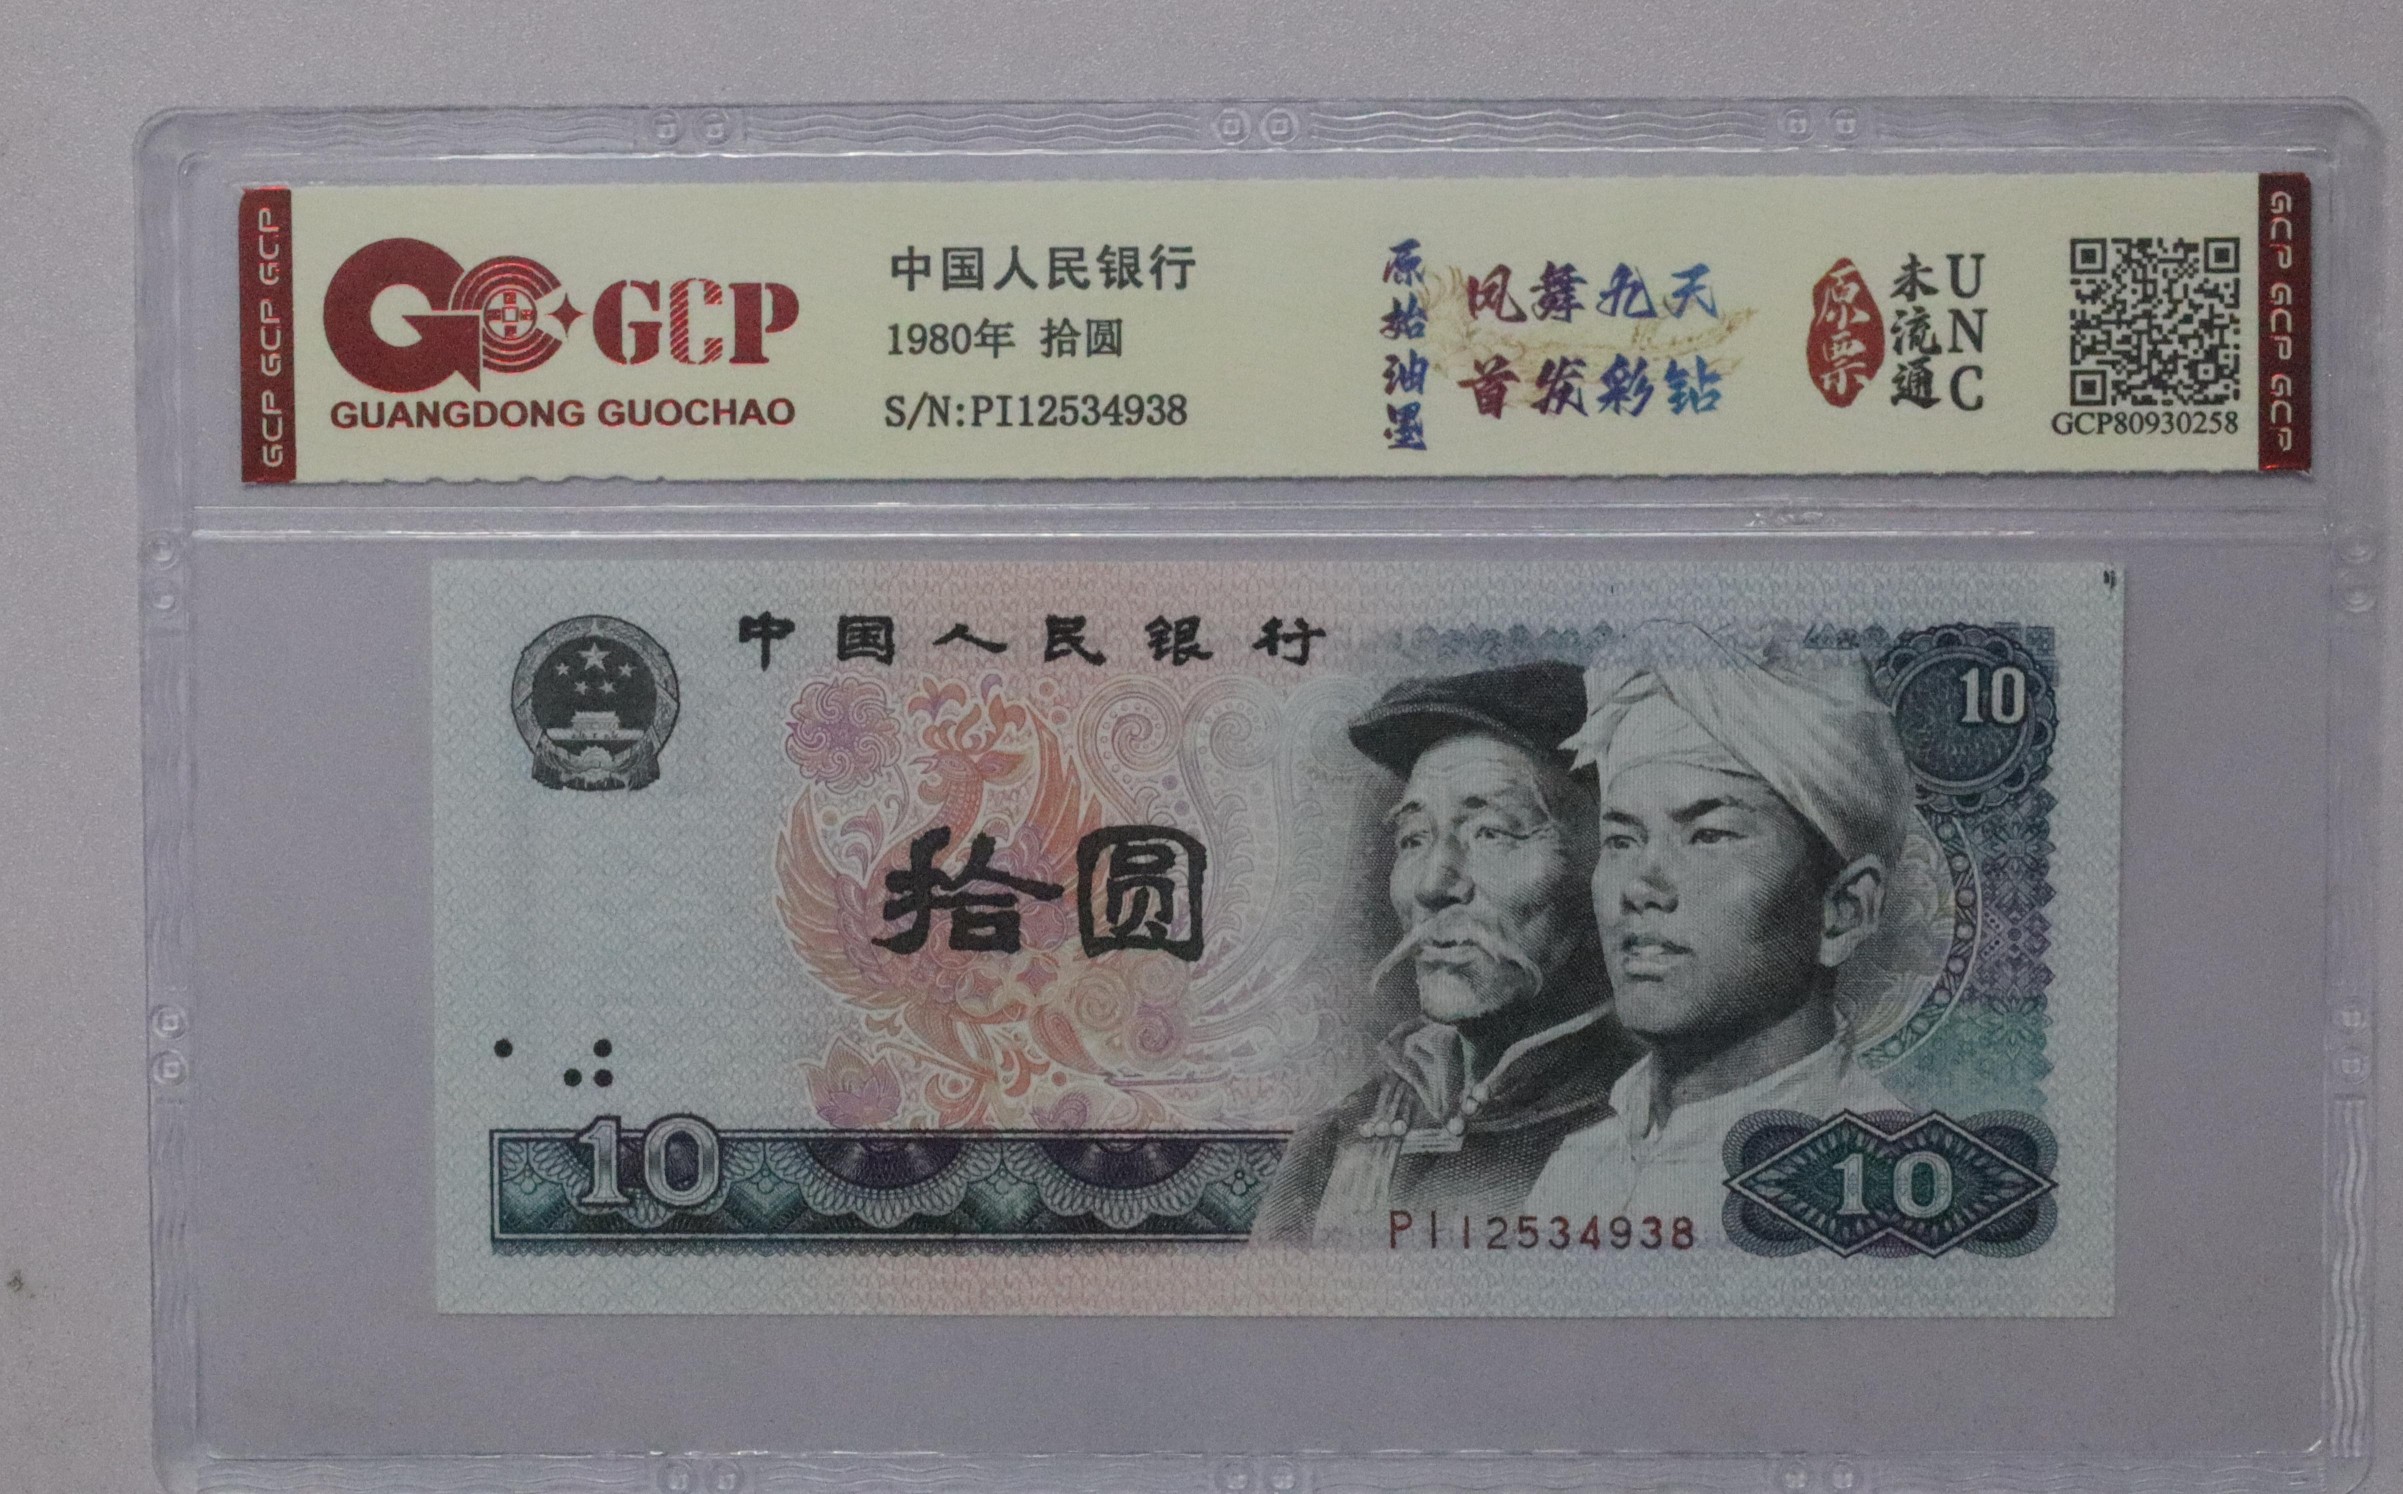 GCP GCP GCP
GCP
GUANGDONG GUOCHAO
中国人民银行
1980年 拾圆
S/N:PI12534938
原始油墨
凤舞九天
首发彩钻
原票
未流通
UNC
GCP80930258
GCP GCP GCP
中国人民银行
10
拾圆
10
PI12534938
10